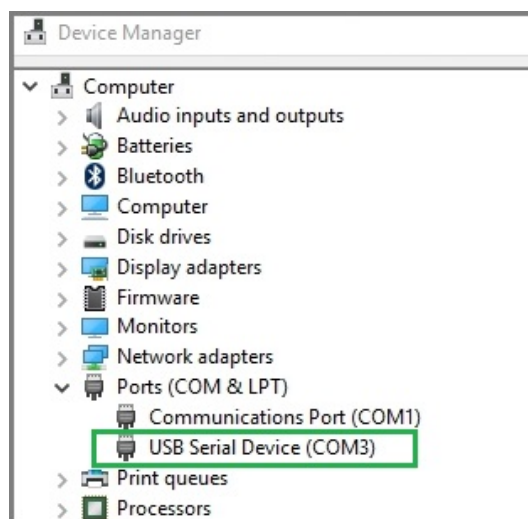 Device Manager
Computer
Audio inputs and outputs
Batteries
Bluetooth
Computer
Disk drives
Display adapters
Firmware
Monitors
Network adapters
Ports (COM & LPT)
Communications Port (COM1)
USB Serial Device (COM3)
Print queues
Processors